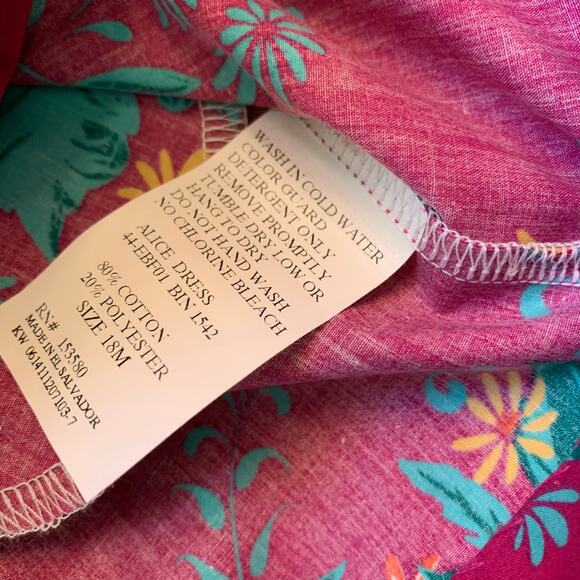 WASH IN COLD WATER
COLOR GUARD
DETERGENT ONLY
REMOVE PROMPTLY
TUMBLE DRY LOW OR
HANG TO DRY
DO NOT HAND WASH
NO CHLORINE BLEACH
ALICE DRESS
44-EBF01 BIN 1542
80% COTTON
20% POLYESTER
SIZE 18M
RN# 153580
MADE IN EL SALVADOR
KW 0614111207103-7